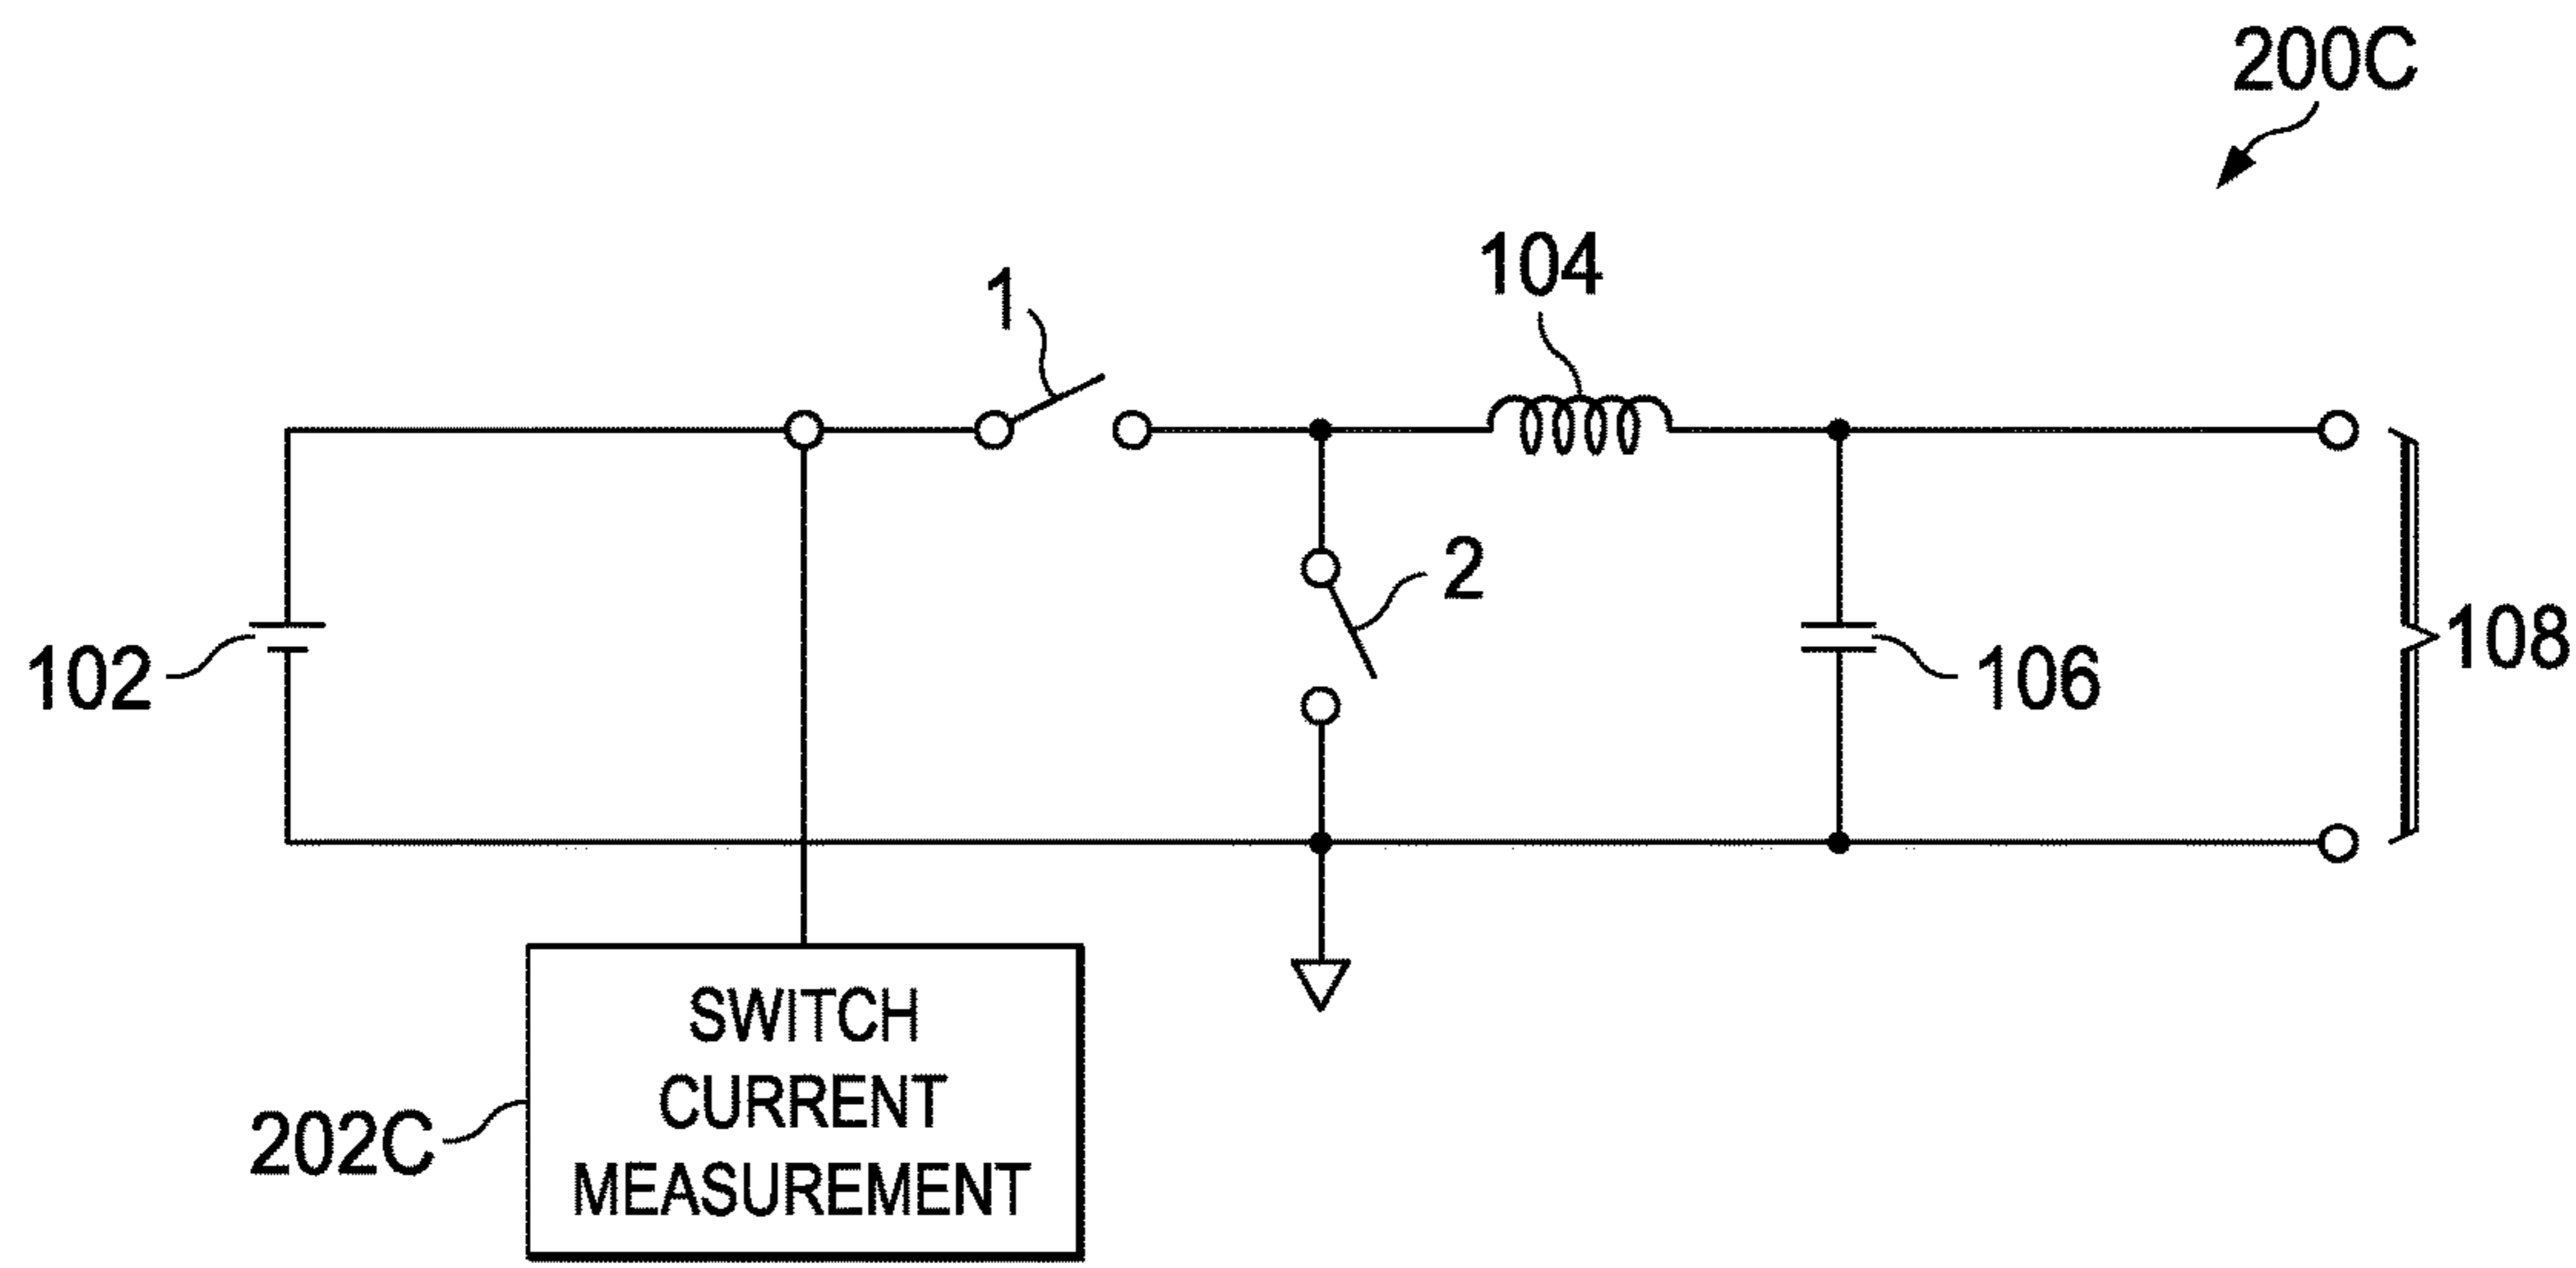 200C
104
1
2
102
106
108
SWITCH
CURRENT
MEASUREMENT
202C